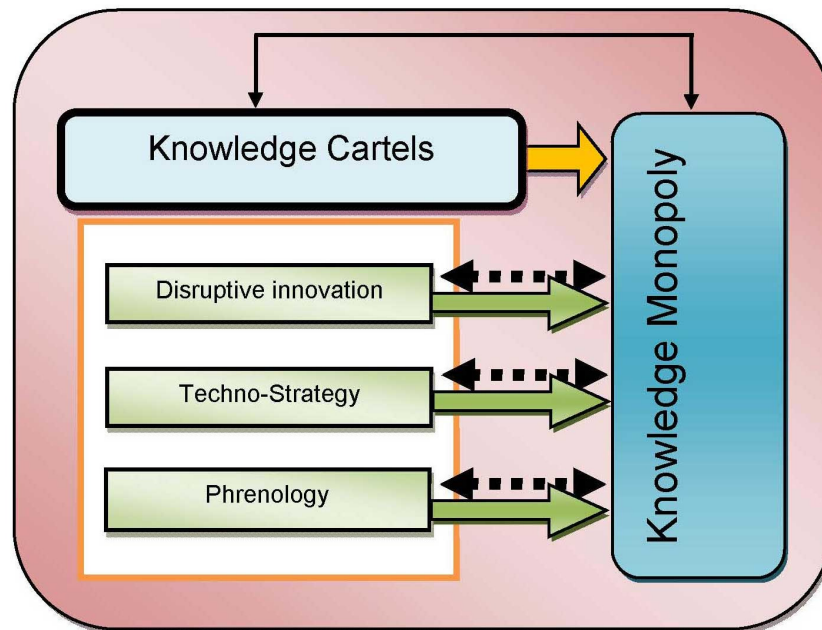 Knowledge Cartels
Disruptive innovation
Techno-Strategy
Phrenology
Knowledge Monopoly